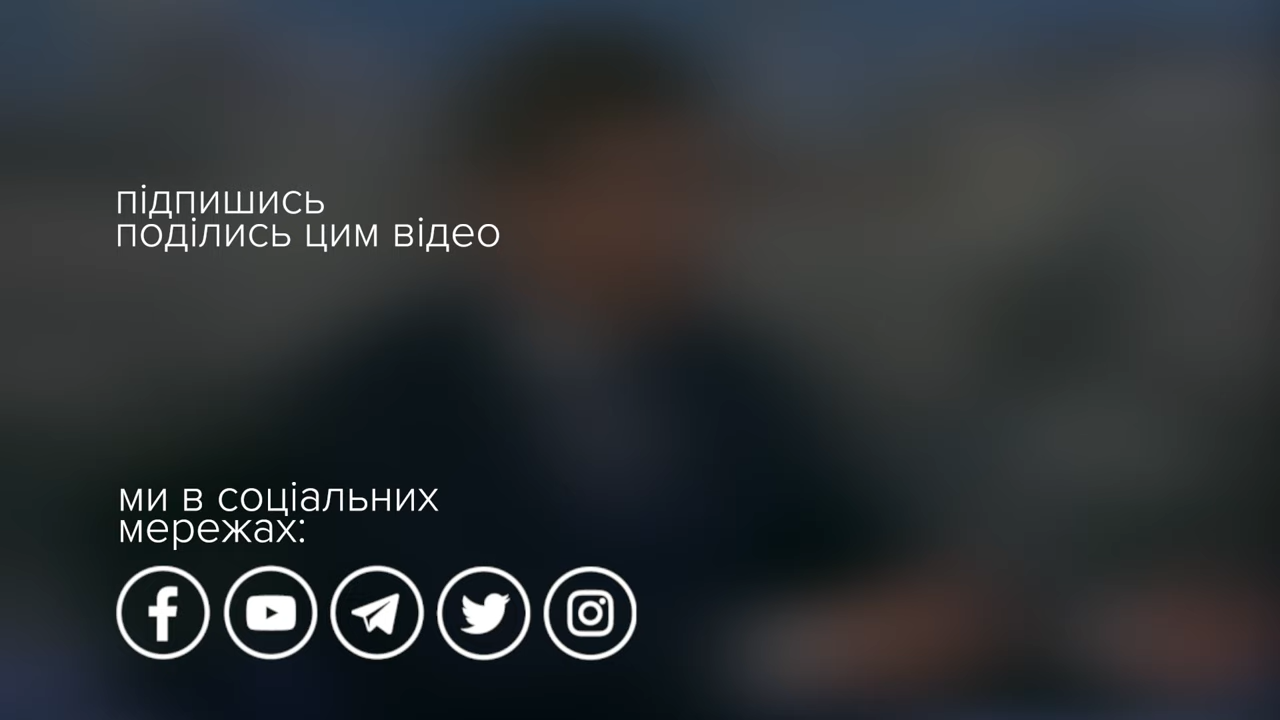 підпишись
поділись цим відео
ми в соціальних
мережах: